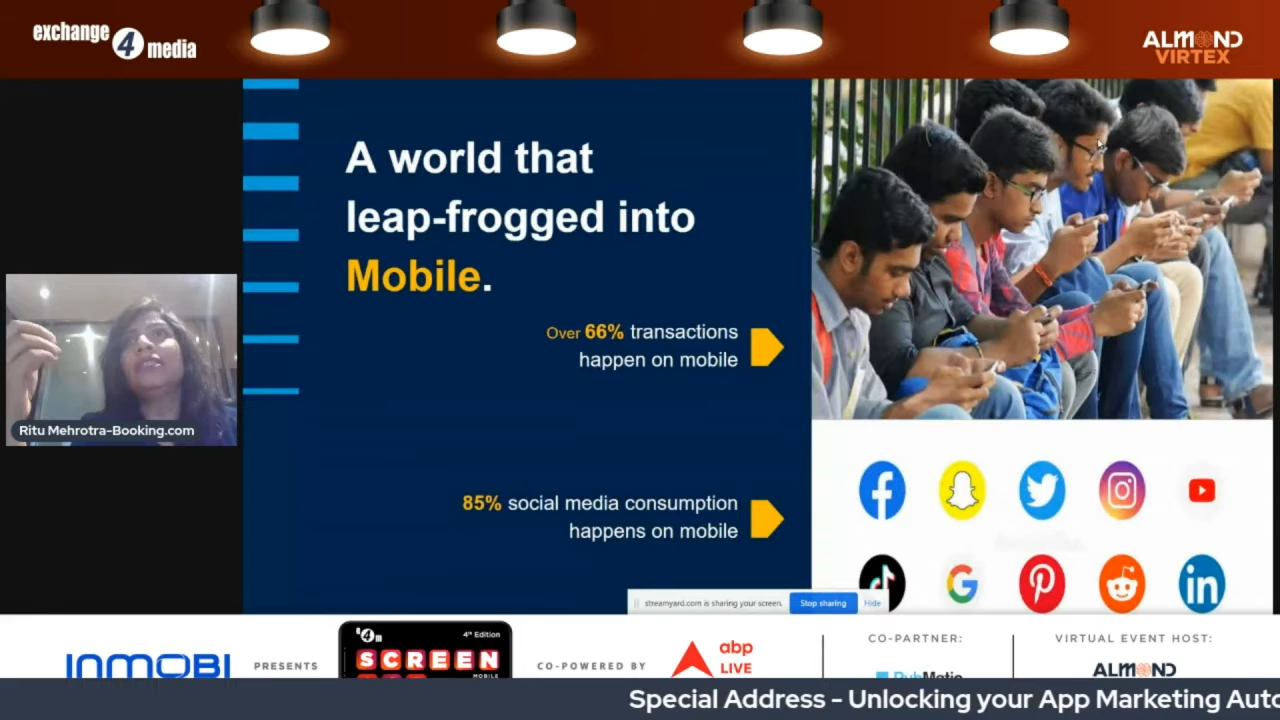 exchange
4
media
ALMOND
VIRTEX
A world that
leap-frogged into
Mobile.
Over 66% transactions
happen on mobile
85% social media consumption
happens on mobile
Ritu Mehrotra-Booking.com
streamyard.com is sharing your screen.
Stop sharing
Hide
INMOBI
PRESENTS
e4m
4th Edition
SCREEN
MOBILE
CO-POWERED BY
abp
LIVE
CO-PARTNER:
PubMatic
VIRTUAL EVENT HOST:
ALMOND
Special Address - Unlocking your App Marketing Auto